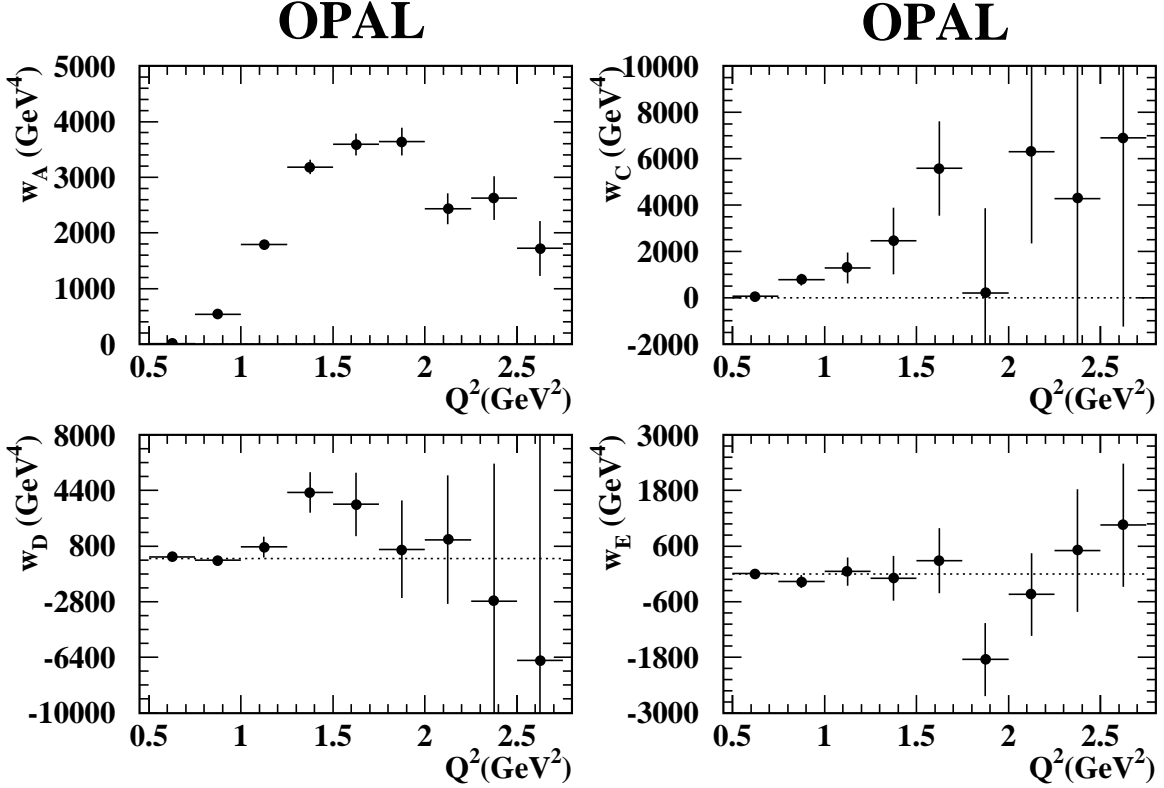 OPAL
w_A (GeV^4)
5000
4000
3000
2000
1000
0
0.5 1 1.5 2 2.5
Q^2(GeV^2)
OPAL
w_C (GeV^4)
10000
8000
6000
4000
2000
0
-2000
0.5 1 1.5 2 2.5
Q^2(GeV^2)
w_D (GeV^4)
8000
4400
800
-2800
-6400
-10000
0.5 1 1.5 2 2.5
Q^2(GeV^2)
w_E (GeV^4)
3000
1800
600
-600
-1800
-3000
0.5 1 1.5 2 2.5
Q^2(GeV^2)